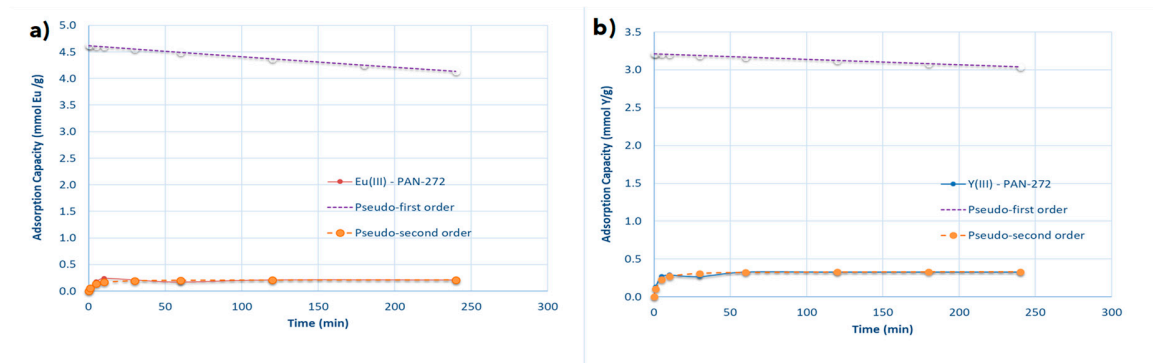 a)
Adsorption Capacity (mmol Eu /g)
5.0
4.5
4.0
3.5
3.0
2.5
2.0
1.5
1.0
0.5
0.0
Eu(III) - PAN-272
Pseudo-first order
Pseudo-second order
0 50 100 150 200 250 300
Time (min)
b)
Adsorption Capacity (mmol Y/g)
3.5
3.0
2.5
2.0
1.5
1.0
0.5
0.0
Y(III) - PAN-272
Pseudo-first order
Pseudo-second order
0 50 100 150 200 250 300
Time (min)